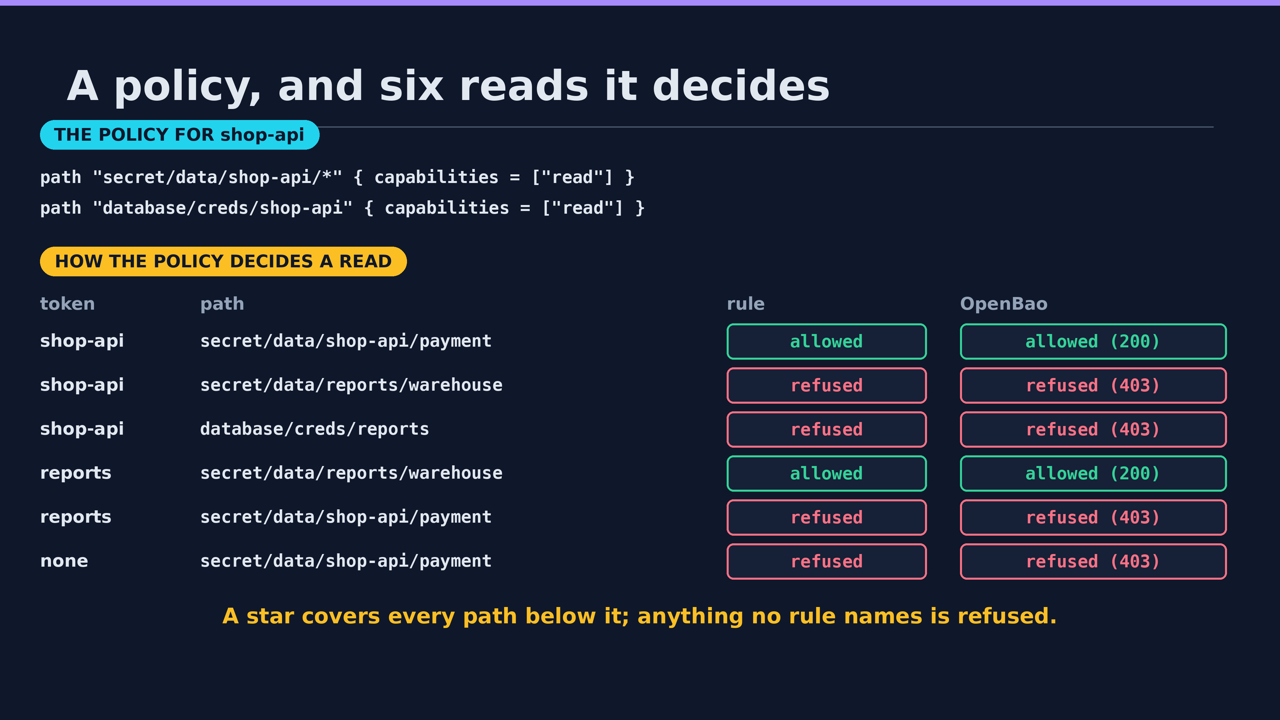 A policy, and six reads it decides
THE POLICY FOR shop-api
path "secret/data/shop-api/*" { capabilities = ["read"] }
path "database/creds/shop-api" { capabilities = ["read"] }
HOW THE POLICY DECIDES A READ
token path rule OpenBao
shop-api secret/data/shop-api/payment allowed allowed (200)
shop-api secret/data/reports/warehouse refused refused (403)
shop-api database/creds/reports refused refused (403)
reports secret/data/reports/warehouse allowed allowed (200)
reports secret/data/shop-api/payment refused refused (403)
none secret/data/shop-api/payment refused refused (403)
A star covers every path below it; anything no rule names is refused.